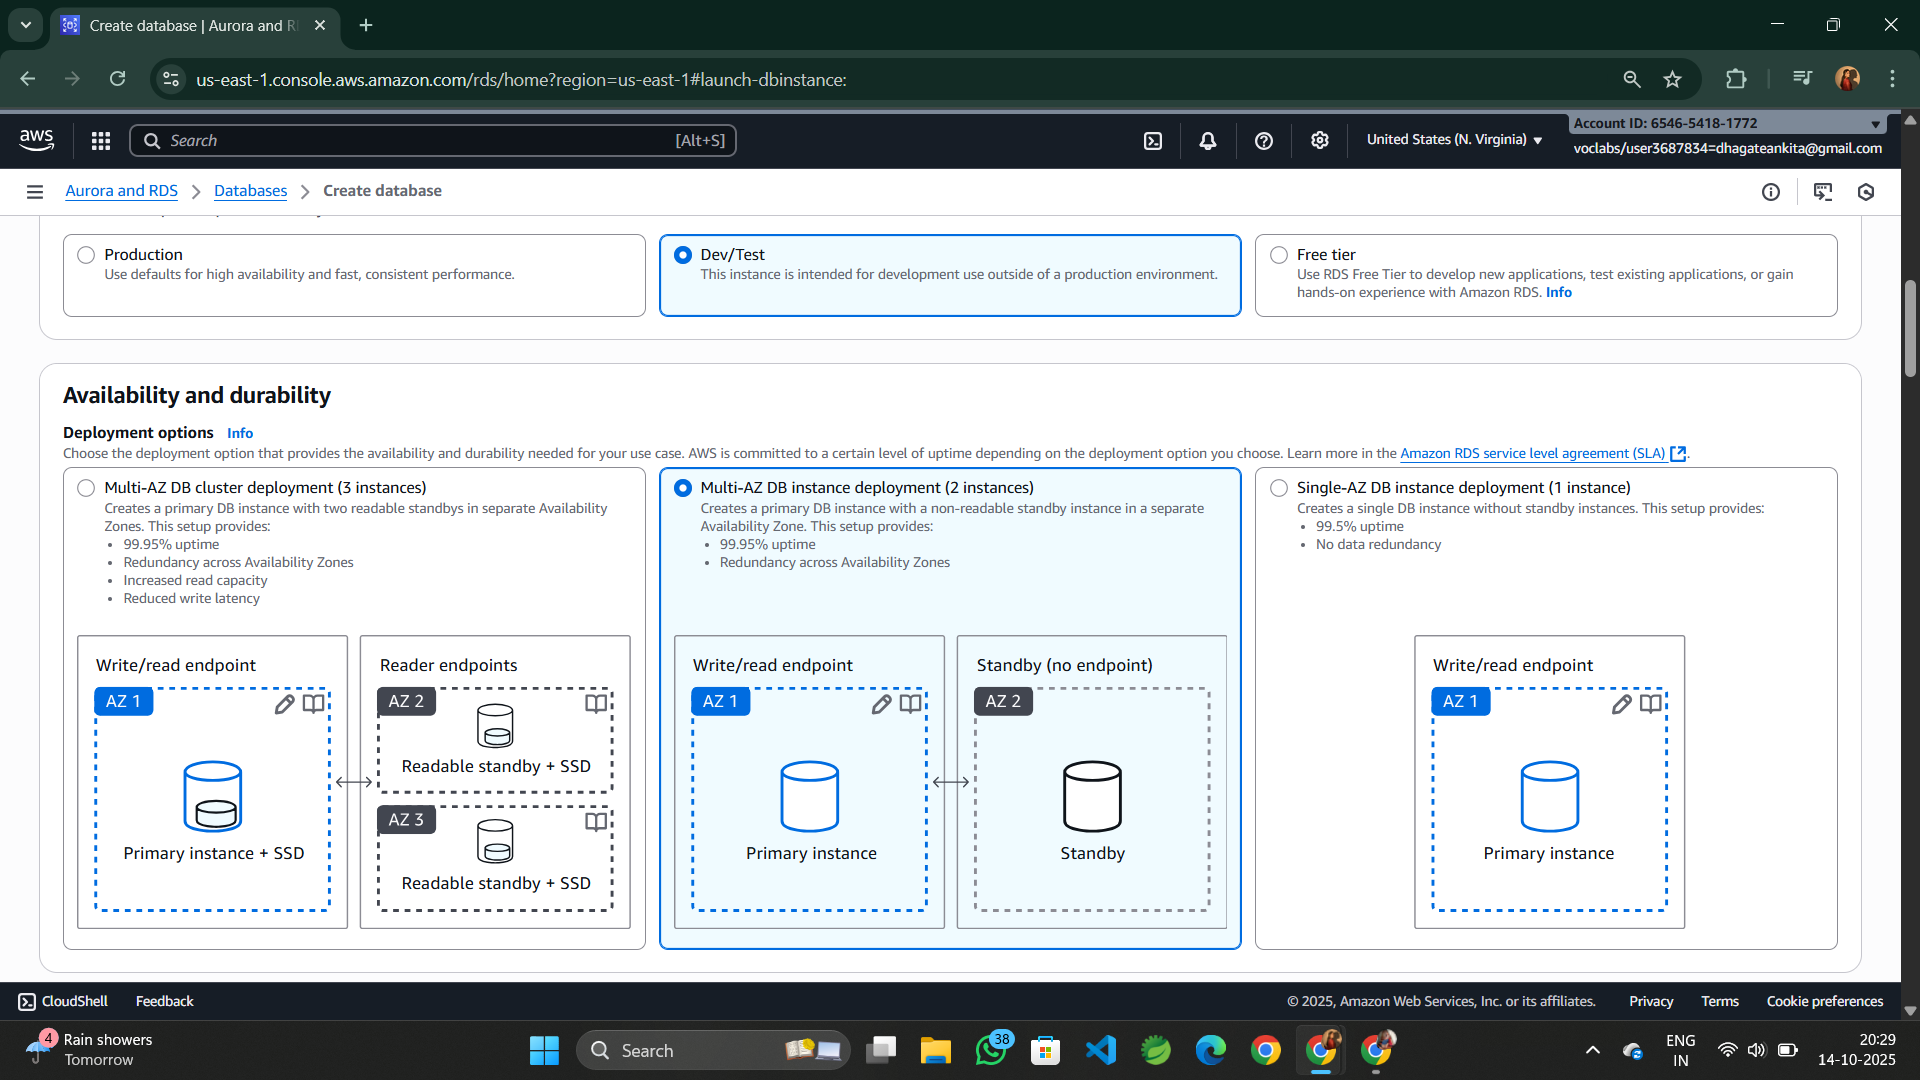 Create database | Aurora and R
us-east-1.console.aws.amazon.com/rds/home?region=us-east-1#launch-dbinstance:
aws
Search
[Alt+S]
United States (N. Virginia)
Account ID: 6546-5418-1772
voclabs/user3687834=dhagateankita@gmail.com
Aurora and RDS
Databases
Create database
Production
Use defaults for high availability and fast, consistent performance.
Dev/Test
This instance is intended for development use outside of a production environment.
Free tier
Use RDS Free Tier to develop new applications, test existing applications, or gain
hands-on experience with Amazon RDS. Info
Availability and durability
Deployment options Info
Choose the deployment option that provides the availability and durability needed for your use case. AWS is committed to a certain level of uptime depending on the deployment option you choose. Learn more in the Amazon RDS service level agreement (SLA).
Multi-AZ DB cluster deployment (3 instances)
Creates a primary DB instance with two readable standbys in separate Availability
Zones. This setup provides:
• 99.95% uptime
• Redundancy across Availability Zones
• Increased read capacity
• Reduced write latency
Write/read endpoint
AZ 1
Primary instance + SSD
Reader endpoints
AZ 2
Readable standby + SSD
AZ 3
Readable standby + SSD
Multi-AZ DB instance deployment (2 instances)
Creates a primary DB instance with a non-readable standby instance in a separate
Availability Zone. This setup provides:
• 99.95% uptime
• Redundancy across Availability Zones
Write/read endpoint
AZ 1
Primary instance
Standby (no endpoint)
AZ 2
Standby
Single-AZ DB instance deployment (1 instance)
Creates a single DB instance without standby instances. This setup provides:
• 99.5% uptime
• No data redundancy
Write/read endpoint
AZ 1
Primary instance
CloudShell
Feedback
© 2025, Amazon Web Services, Inc. or its affiliates.
Privacy
Terms
Cookie preferences
4
Rain showers
Tomorrow
Search
38
ENG
IN
20:29
14-10-2025